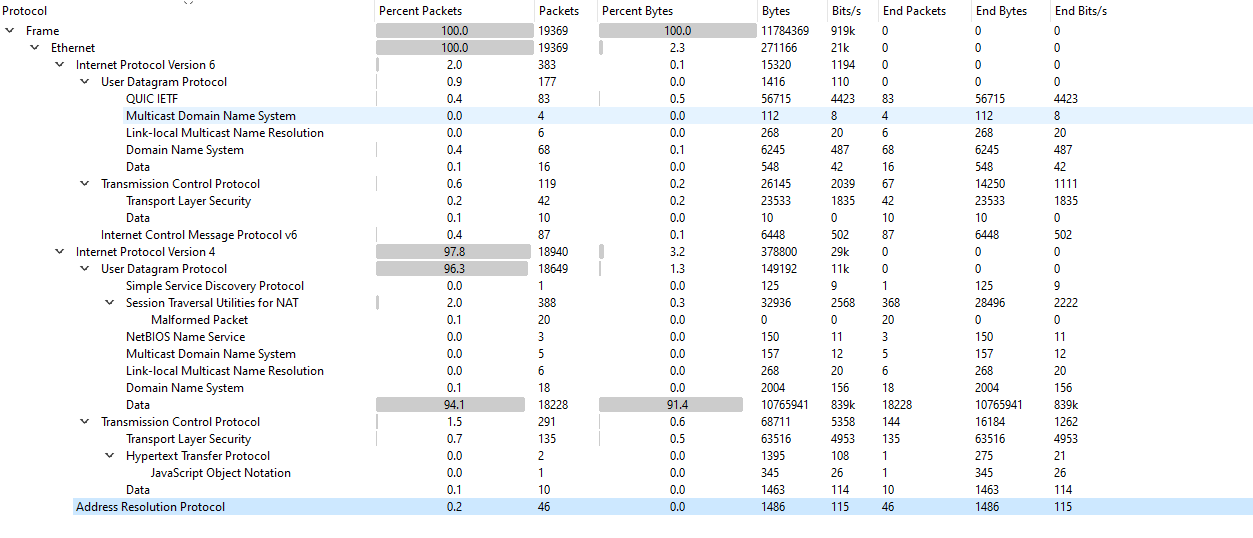 Protocol Percent Packets Packets Percent Bytes Bytes Bits/s End Packets End Bytes End Bits/s
Frame 100.0 19369 100.0 11784369 919k 0 0 0
Ethernet 100.0 19369 2.3 271166 21k 0 0 0
Internet Protocol Version 6 2.0 383 0.1 15320 1194 0 0 0
User Datagram Protocol 0.9 177 0.0 1416 110 0 0 0
QUIC IETF 0.4 83 0.5 56715 4423 83 56715 4423
Multicast Domain Name System 0.0 4 0.0 112 8 4 112 8
Link-local Multicast Name Resolution 0.0 6 0.0 268 20 6 268 20
Domain Name System 0.4 68 0.1 6245 487 68 6245 487
Data 0.1 16 0.0 548 42 16 548 42
Transmission Control Protocol 0.6 119 0.2 26145 2039 67 14250 1111
Transport Layer Security 0.2 42 0.2 23533 1835 42 23533 1835
Data 0.1 10 0.0 10 0 10 10 0
Internet Control Message Protocol v6 0.4 87 0.1 6448 502 87 6448 502
Internet Protocol Version 4 97.8 18940 3.2 378800 29k 0 0 0
User Datagram Protocol 96.3 18649 1.3 149192 11k 0 0 0
Simple Service Discovery Protocol 0.0 1 0.0 125 9 1 125 9
Session Traversal Utilities for NAT 2.0 388 0.3 32936 2568 368 28496 2222
Malformed Packet 0.1 20 0.0 0 0 20 0 0
NetBIOS Name Service 0.0 3 0.0 150 11 3 150 11
Multicast Domain Name System 0.0 5 0.0 157 12 5 157 12
Link-local Multicast Name Resolution 0.0 6 0.0 268 20 6 268 20
Domain Name System 0.1 18 0.0 2004 156 18 2004 156
Data 94.1 18228 91.4 10765941 839k 18228 10765941 839k
Transmission Control Protocol 1.5 291 0.6 68711 5358 144 16184 1262
Transport Layer Security 0.7 135 0.5 63516 4953 135 63516 4953
Hypertext Transfer Protocol 0.0 2 0.0 1395 108 1 275 21
JavaScript Object Notation 0.0 1 0.0 345 26 1 345 26
Data 0.1 10 0.0 1463 114 10 1463 114
Address Resolution Protocol 0.2 46 0.0 1486 115 46 1486 115